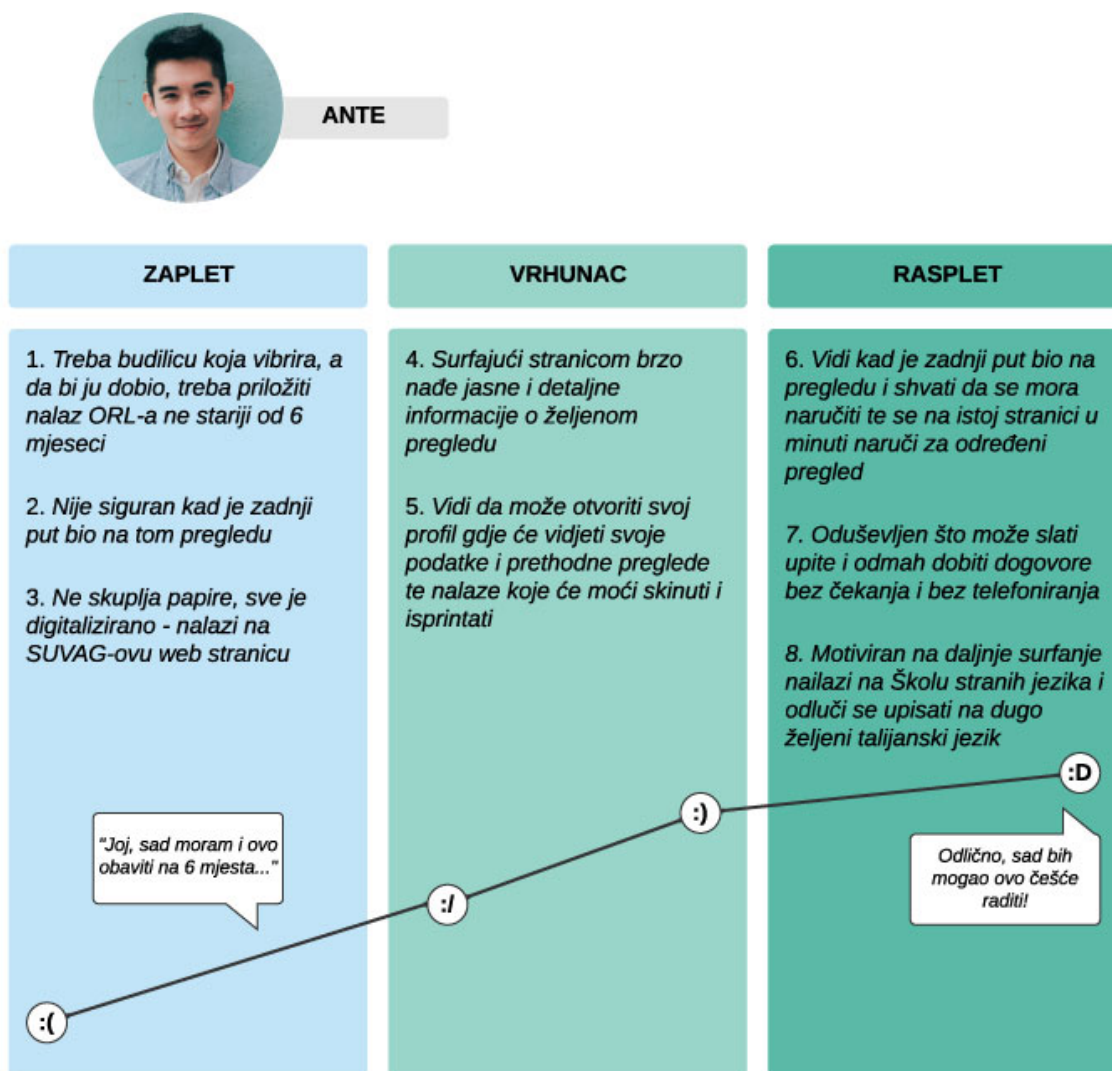 ANTE
ZAPLET
1. Treba budilicu koja vibrira, a
da bi ju dobio, treba priložiti
nalaz ORL-a ne stariji od 6
mjeseci
2. Nije siguran kad je zadnji
put bio na tom pregledu
3. Ne skuplja papire, sve je
digitalizirano - nalazi na
SUVAG-ovu web stranicu
"Joj, sad moram i ovo
obaviti na 6 mjesta..."
:(
VRHUNAC
4. Surfajući stranicom brzo
nađe jasne i detaljne
informacije o željenom
pregledu
5. Vidi da može otvoriti svoj
profil gdje će vidjeti svoje
podatke i prethodne preglede
te nalaze koje će moći skinuti i
isprintati
:/
:)
RASPLET
6. Vidi kad je zadnji put bio na
pregledu i shvati da se mora
naručiti te se na istoj stranici u
minuti naruči za određeni
pregled
7. Oduševljen što može slati
upite i odmah dobiti dogovore
bez čekanja i bez telefoniranja
8. Motiviran na daljnje surfanje
nailazi na Školu stranih jezika i
odluči se upisati na dugo
željeni talijanski jezik
:D
Odlično, sad bih
mogao ovo češće
raditi!